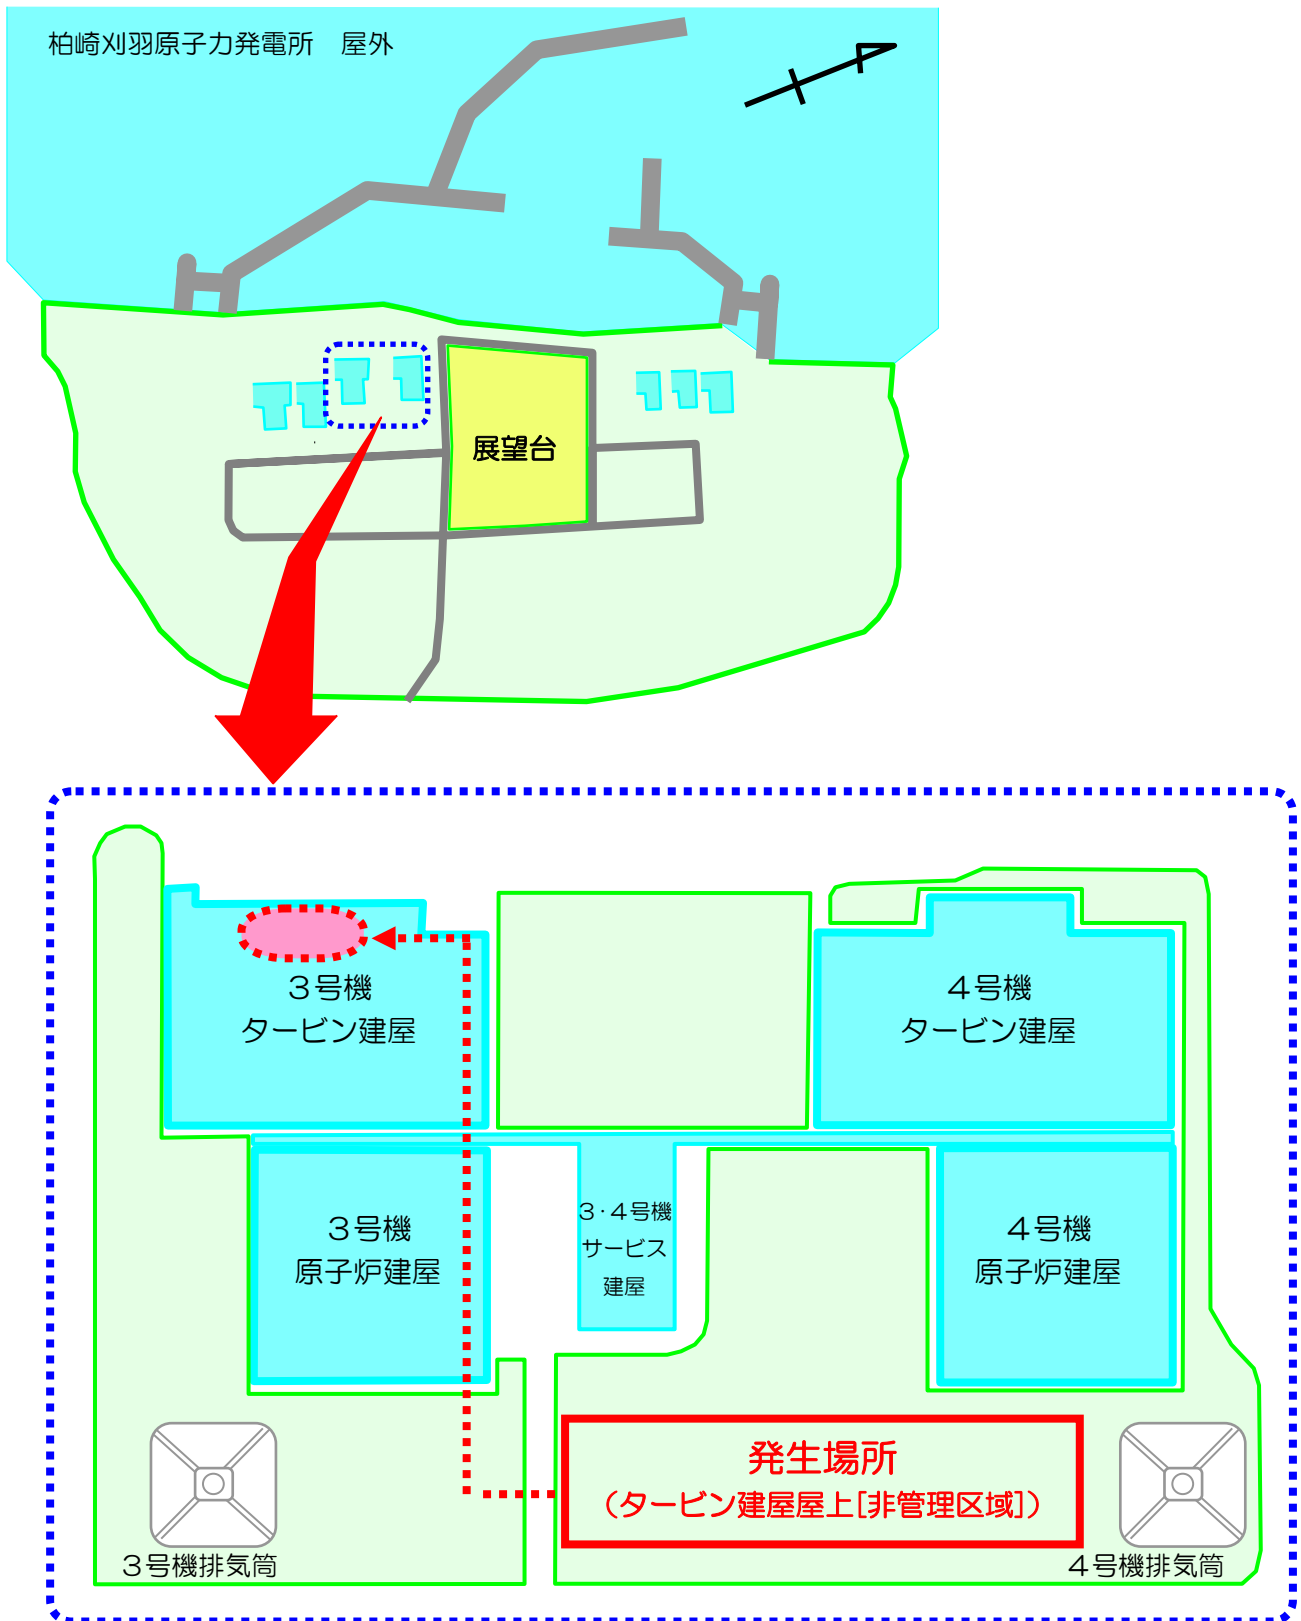 柏崎刈羽原子力発電所　屋外
展望台
３号機
タービン建屋
４号機
タービン建屋
３号機
原子炉建屋
３・４号機
サービス
建屋
４号機
原子炉建屋
発生場所
（タービン建屋屋上[非管理区域]）
３号機排気筒
４号機排気筒